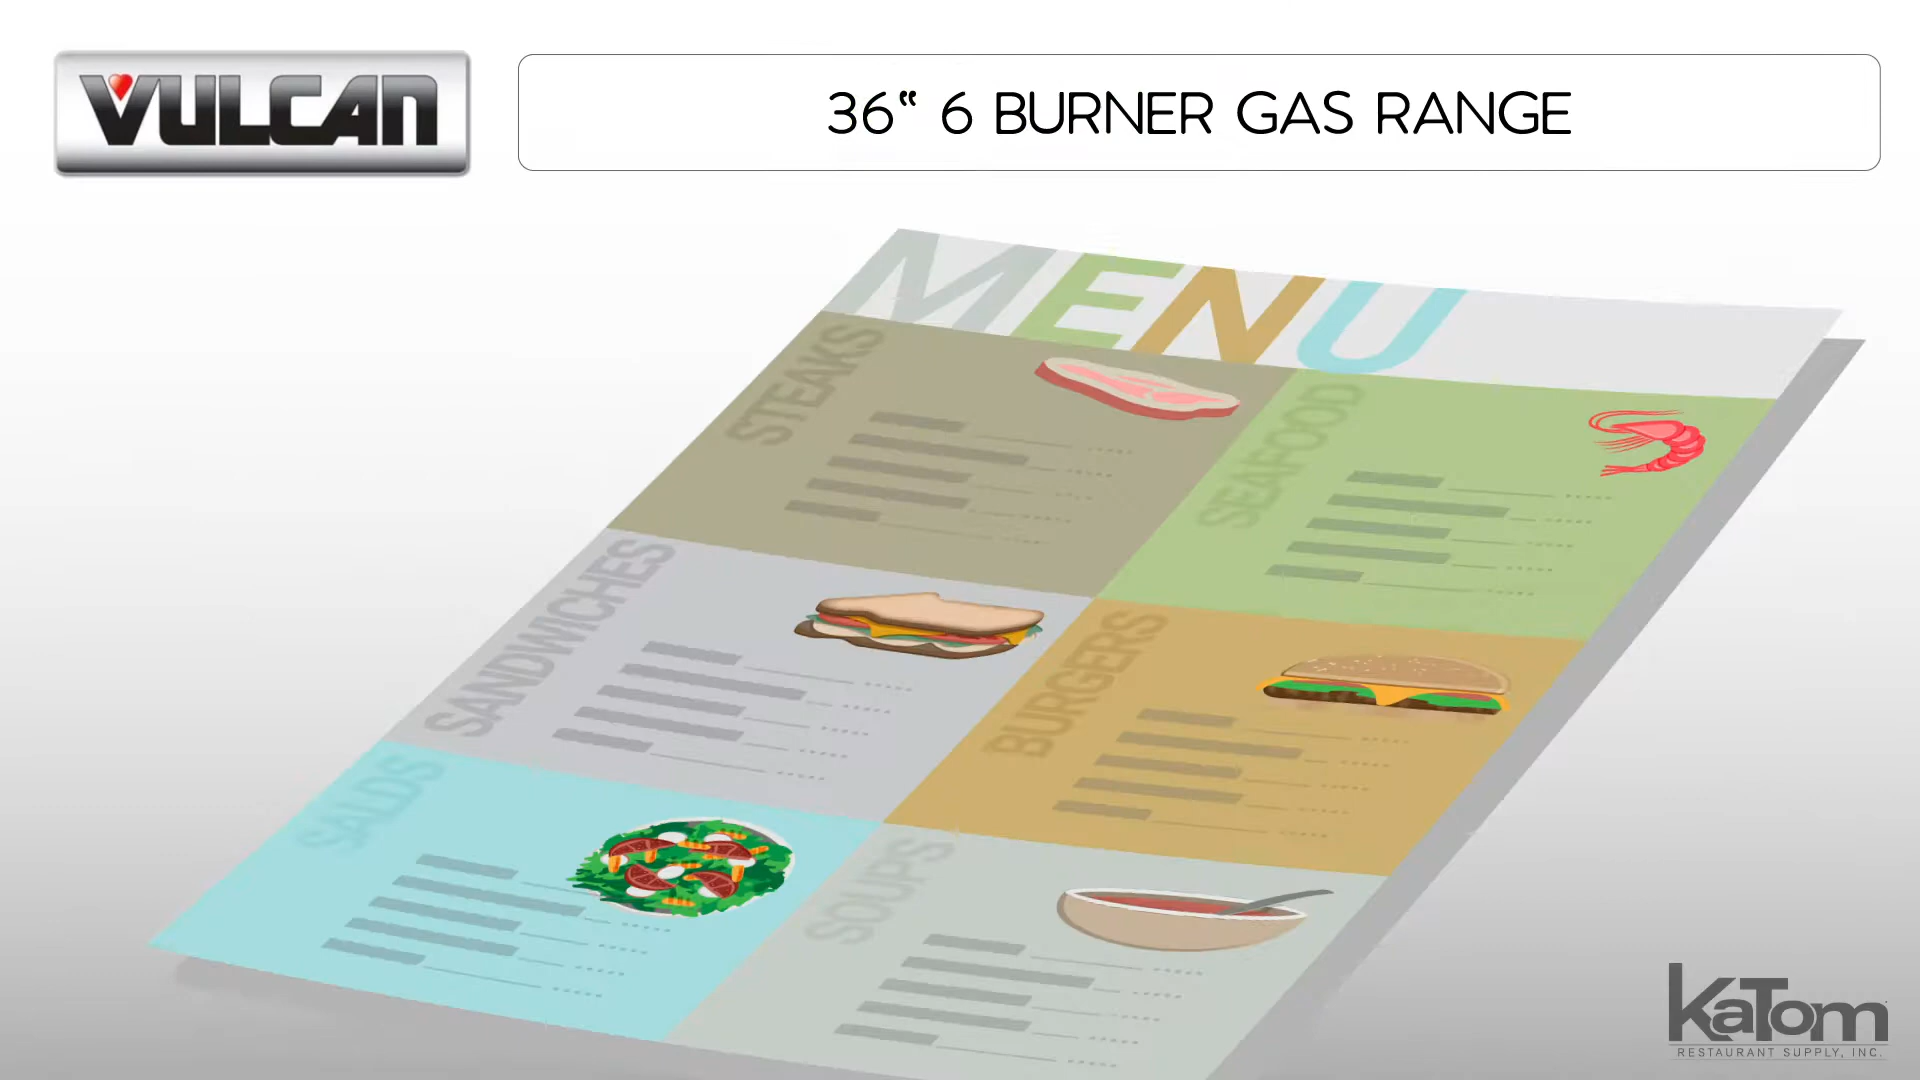 VULCAN
36“ 6 BURNER GAS RANGE
MENU
STEAKS
SEAFOOD
SANDWICHES
BURGERS
SALDS
SOUPS
KaTom
RESTAURANT SUPPLY, INC.